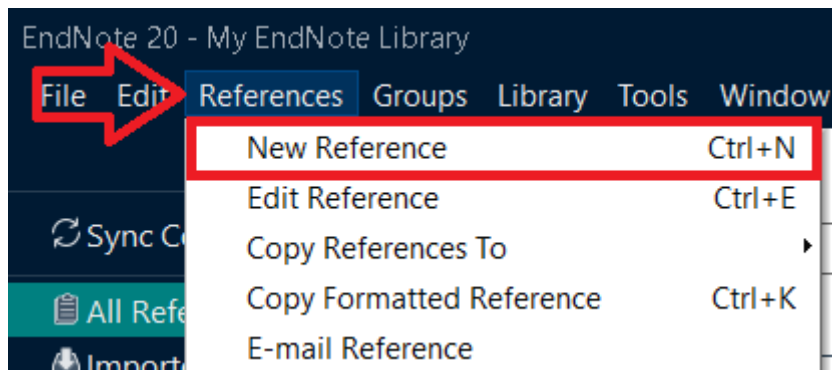 EndNote 20 - My EndNote Library
File Edit References Groups Library Tools Window
New Reference Ctrl+N
Edit Reference Ctrl+E
Sync
Copy References To
All
Copy Formatted Reference Ctrl+K
E-mail Reference